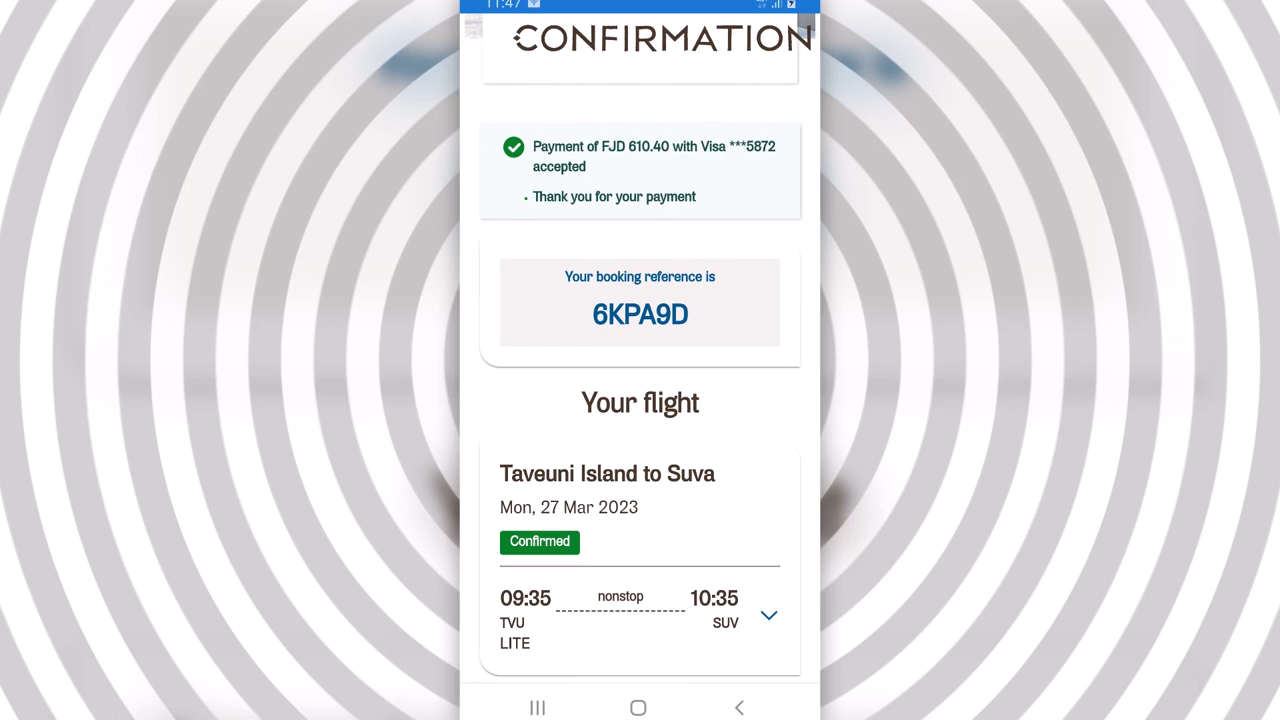 11:47
CONFIRMATION
Payment of FJD 610.40 with Visa ***5872
accepted
· Thank you for your payment
Your booking reference is
6KPA9D
Your flight
Taveuni Island to Suva
Mon, 27 Mar 2023
Confirmed
09:35 nonstop 10:35
TVU SUV
LITE